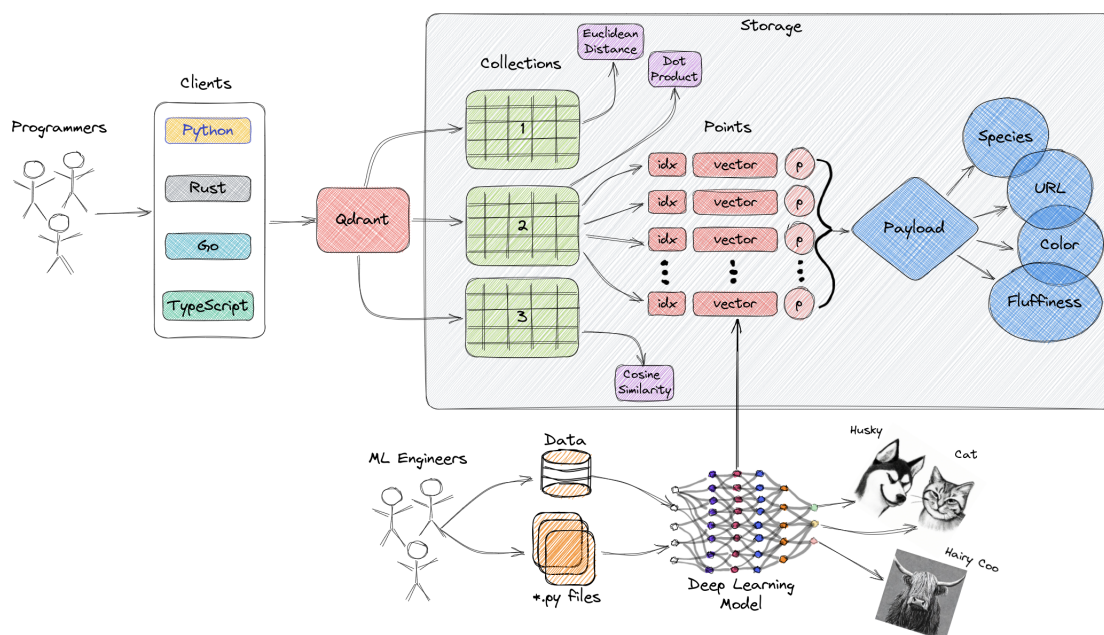 Storage
Euclidean
Distance
Collections
Dot
Product
Clients
Programmers
Python
Rust
Go
TypeScript
Qdrant
1
2
3
Points
idx vector p
idx vector p
idx vector p
idx vector p
Cosine
Similarity
Payload
Species
URL
Color
Fluffiness
ML Engineers
Data
*.py files
Deep Learning
Model
Husky
Cat
Hairy Coo